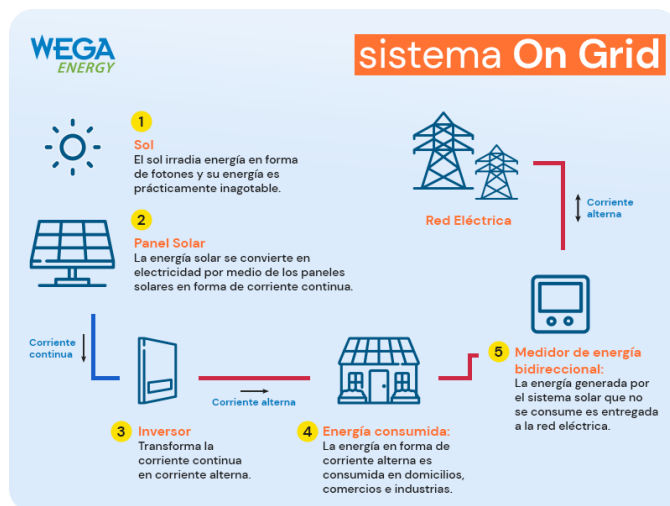 WEGA
ENERGY
sistema On Grid
1
Sol
El sol irradia energía en forma
de fotones y su energía es
prácticamente inagotable.
2
Panel Solar
La energía solar se convierte en
electricidad por medio de los paneles
solares en forma de corriente continua.
Red Eléctrica
Corriente
alterna
Corriente
continua
3 Inversor
Transforma la
corriente continua
en corriente alterna.
Corriente alterna
4 Energía consumida:
La energía en forma de
corriente alterna es
consumida en domicilios,
comercios e industrias.
5 Medidor de energía
bidireccional:
La energía generada por
el sistema solar que no
se consume es entregada
a la red eléctrica.